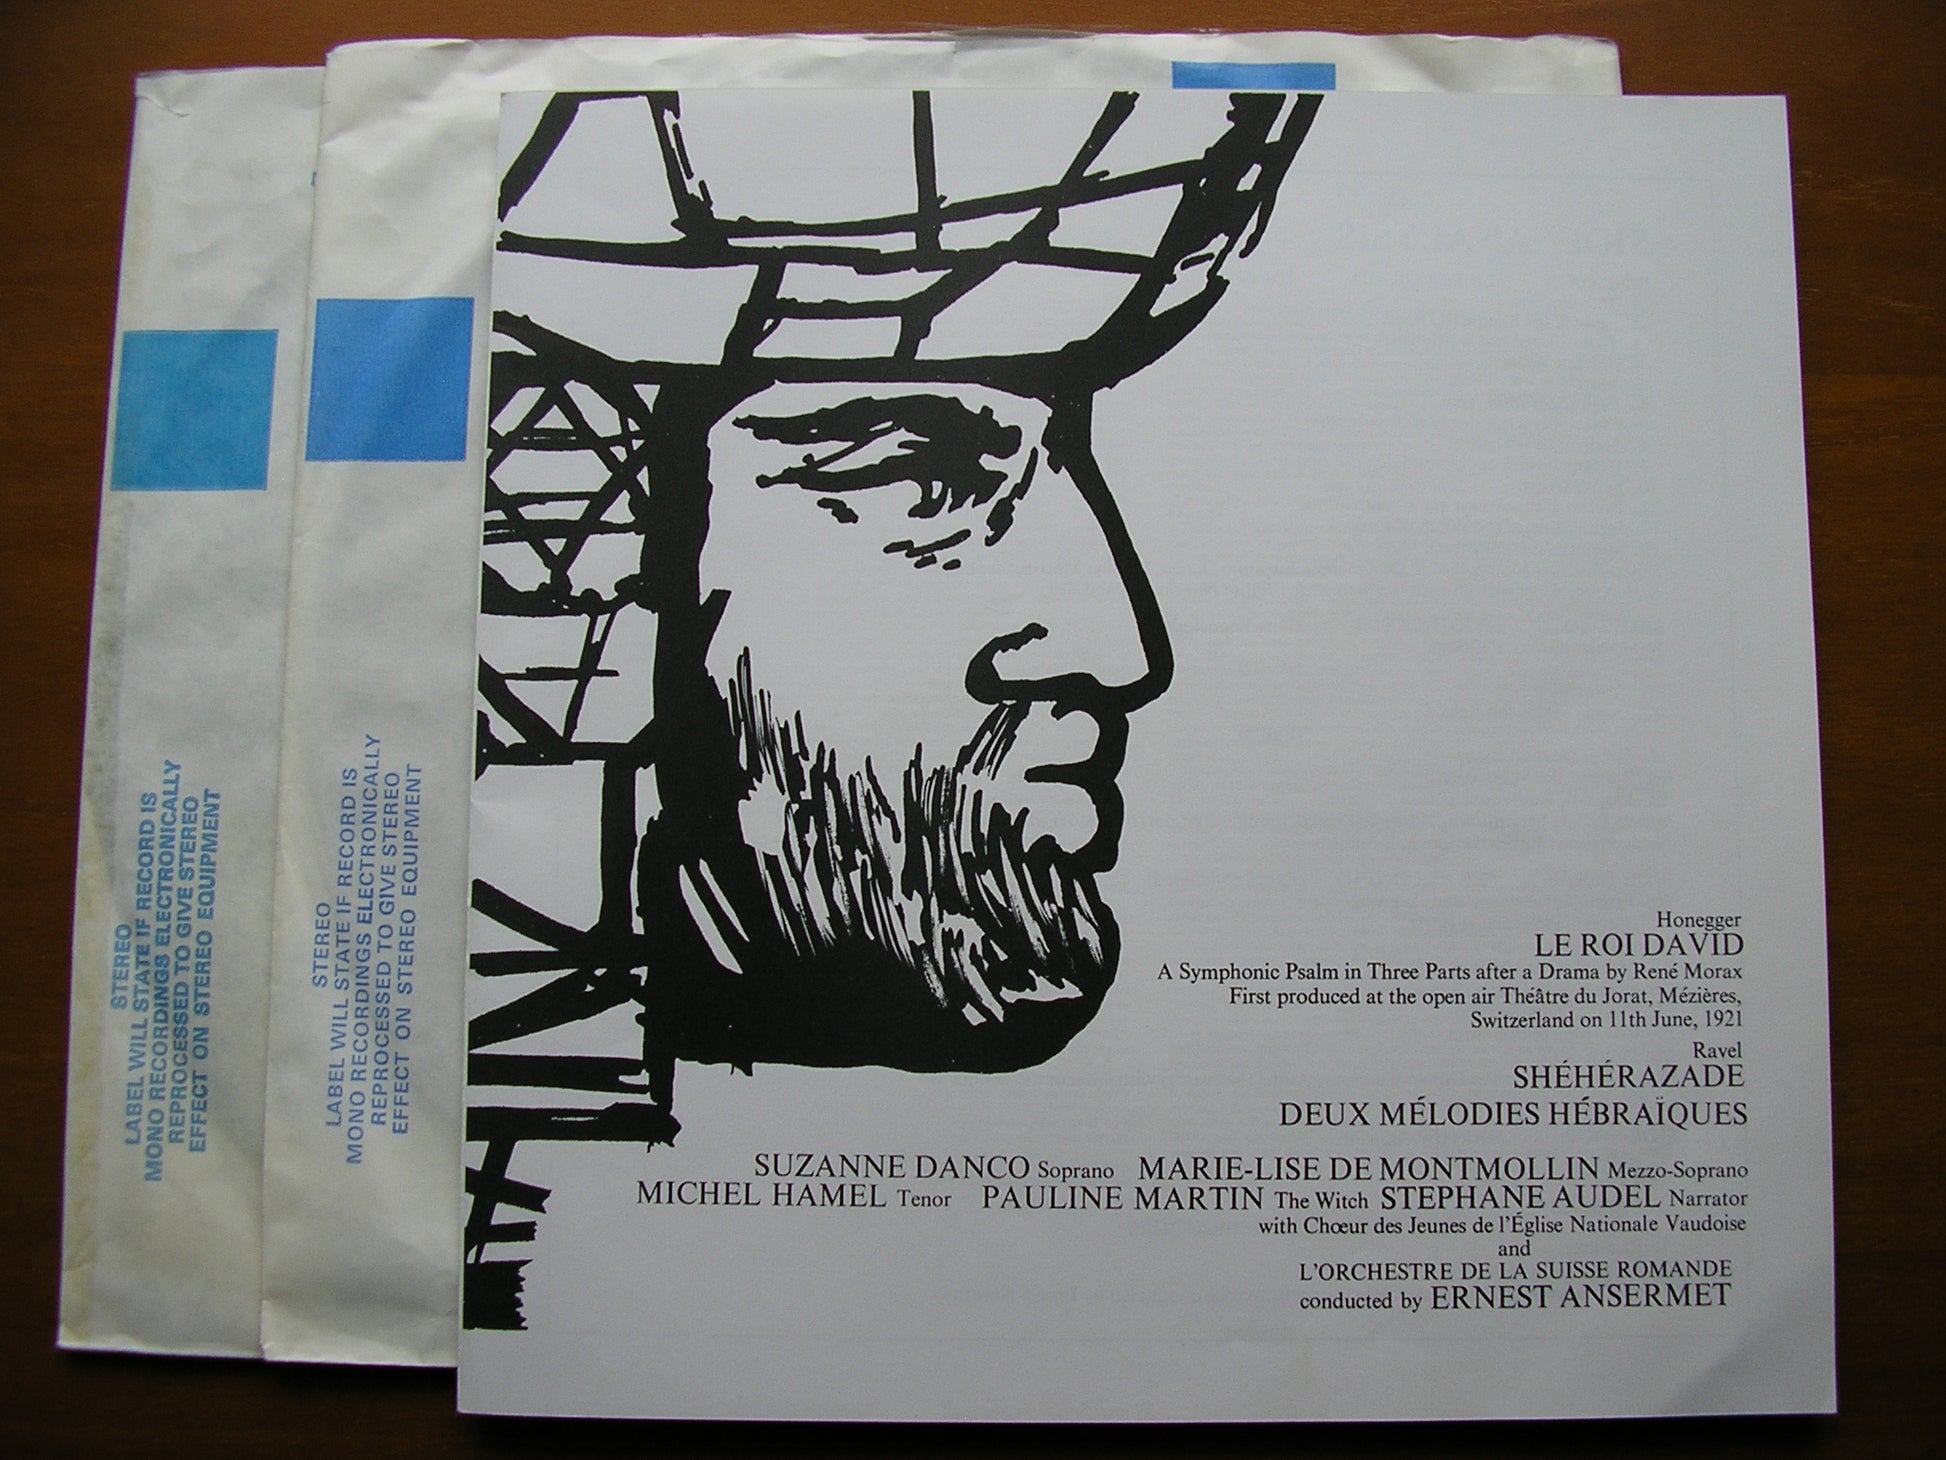 STEREO
LABEL WILL STATE IF RECORD IS
MONO RECORDINGS ELECTRONICALLY
REPROCESSED TO GIVE STEREO
EFFECT ON STEREO EQUIPMENT
STEREO
LABEL WILL STATE IF RECORD IS
MONO RECORDINGS ELECTRONICALLY
REPROCESSED TO GIVE STEREO
EFFECT ON STEREO EQUIPMENT
Honegger
LE ROI DAVID
A Symphonic Psalm in Three Parts after a Drama by René Morax
First produced at the open air Theâtre du Jorat, Mézières,
Switzerland on 11th June, 1921
Ravel
SHÉHÉRAZADE
DEUX MÉLODIES HÉBRAÏQUES
SUZANNE DANCO Soprano MARIE-LISE DE MONTMOLLIN Mezzo-Soprano
MICHEL HAMEL Tenor PAULINE MARTIN The Witch STEPHANE AUDEL Narrator
with Chœur des Jeunes de l'Église Nationale Vaudoise
and
L'ORCHESTRE DE LA SUISSE ROMANDE
conducted by ERNEST ANSERMET